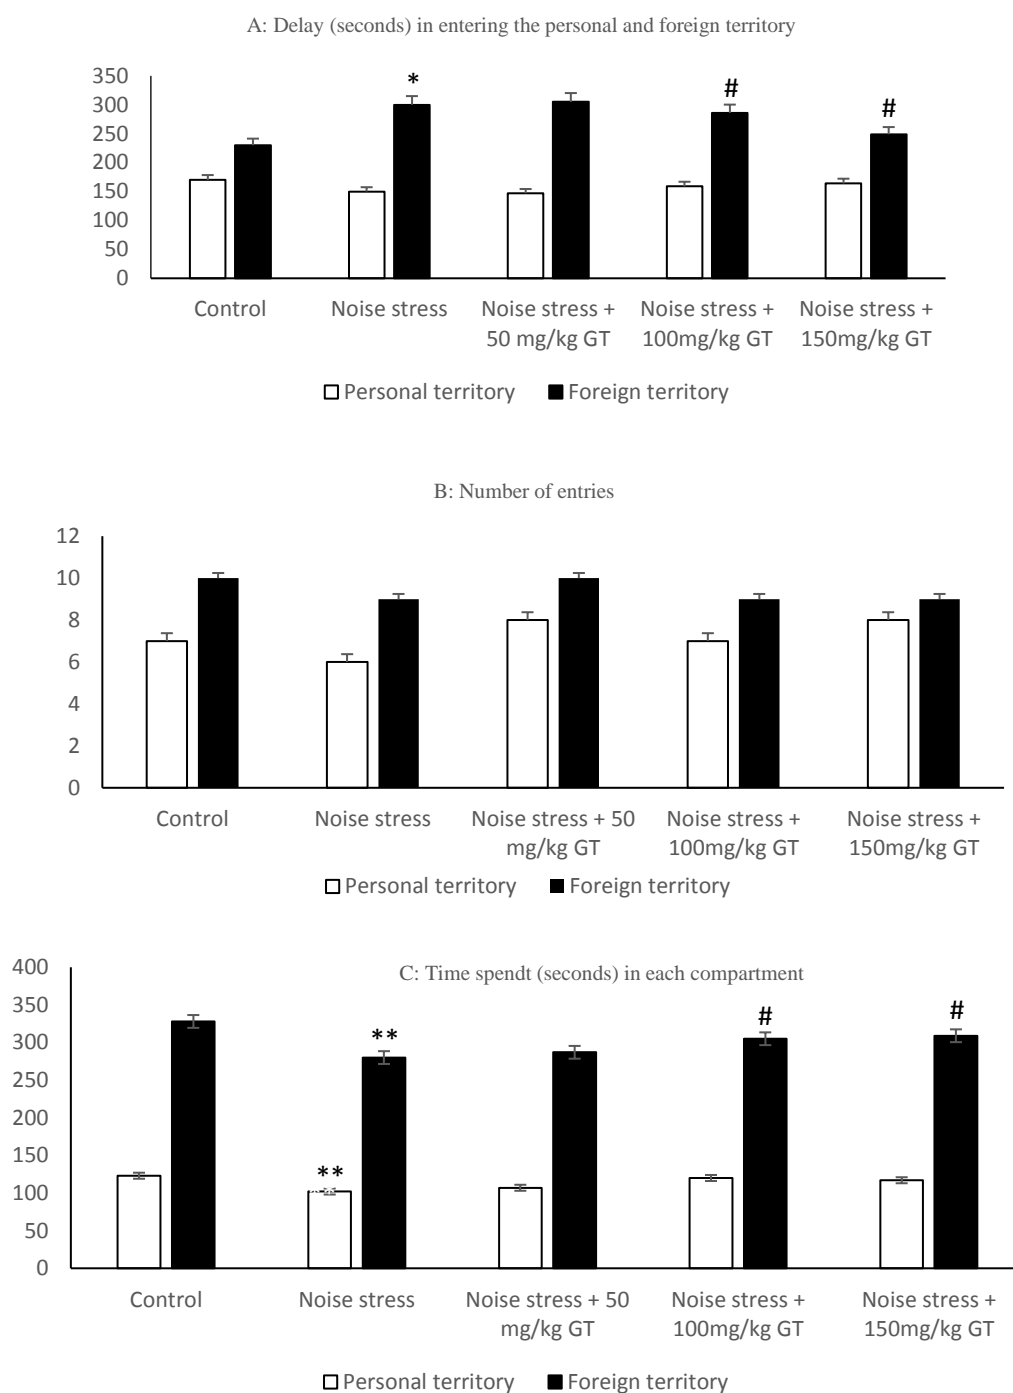 A: Delay (seconds) in entering the personal and foreign territory
350
300
250
200
150
100
50
0
*
#
#
Control
Noise stress
Noise stress +
50 mg/kg GT
Noise stress +
100mg/kg GT
Noise stress +
150mg/kg GT
Personal territory
Foreign territory
B: Number of entries
12
10
8
6
4
2
0
Control
Noise stress
Noise stress + 50
mg/kg GT
Noise stress +
100mg/kg GT
Noise stress +
150mg/kg GT
Personal territory
Foreign territory
C: Time spendt (seconds) in each compartment
400
350
300
250
200
150
100
50
0
**
**
#
#
Control
Noise stress
Noise stress + 50
mg/kg GT
Noise stress +
100mg/kg GT
Noise stress +
150mg/kg GT
Personal territory
Foreign territory